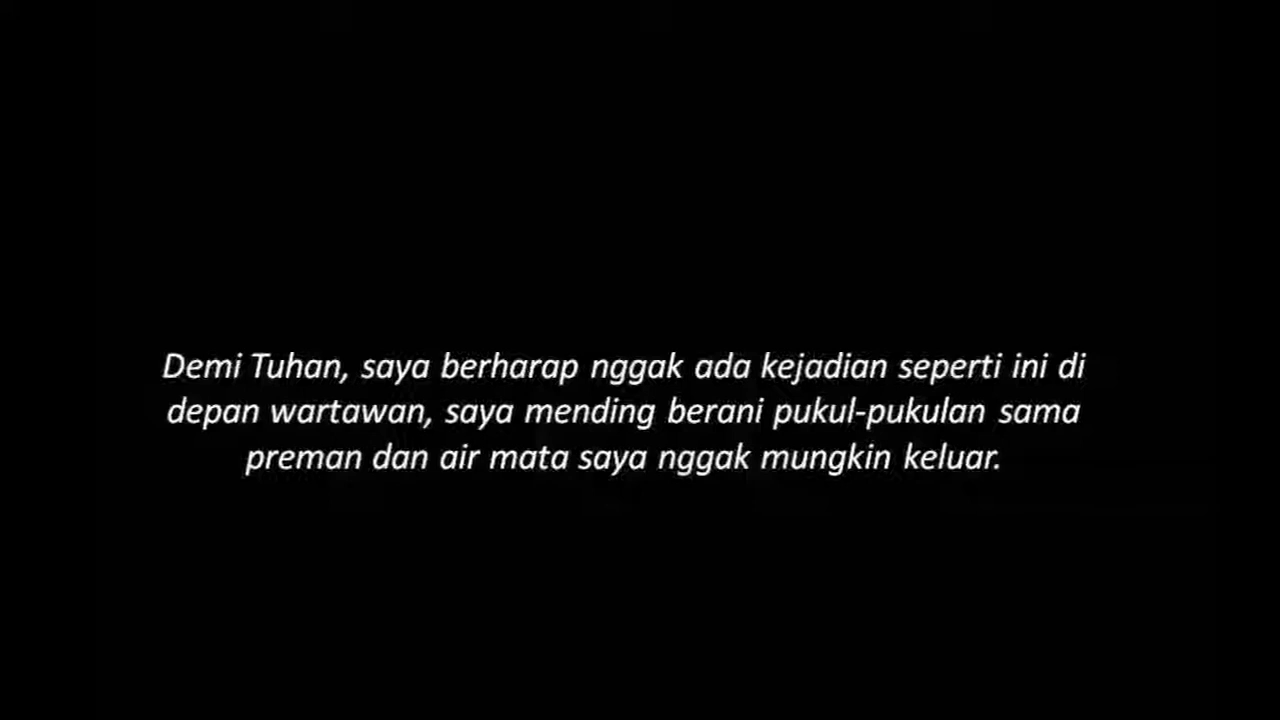 Demi Tuhan, saya berharap nggak ada kejadian seperti ini di
depan wartawan, saya mending berani pukul-pukulan sama
preman dan air mata saya nggak mungkin keluar.